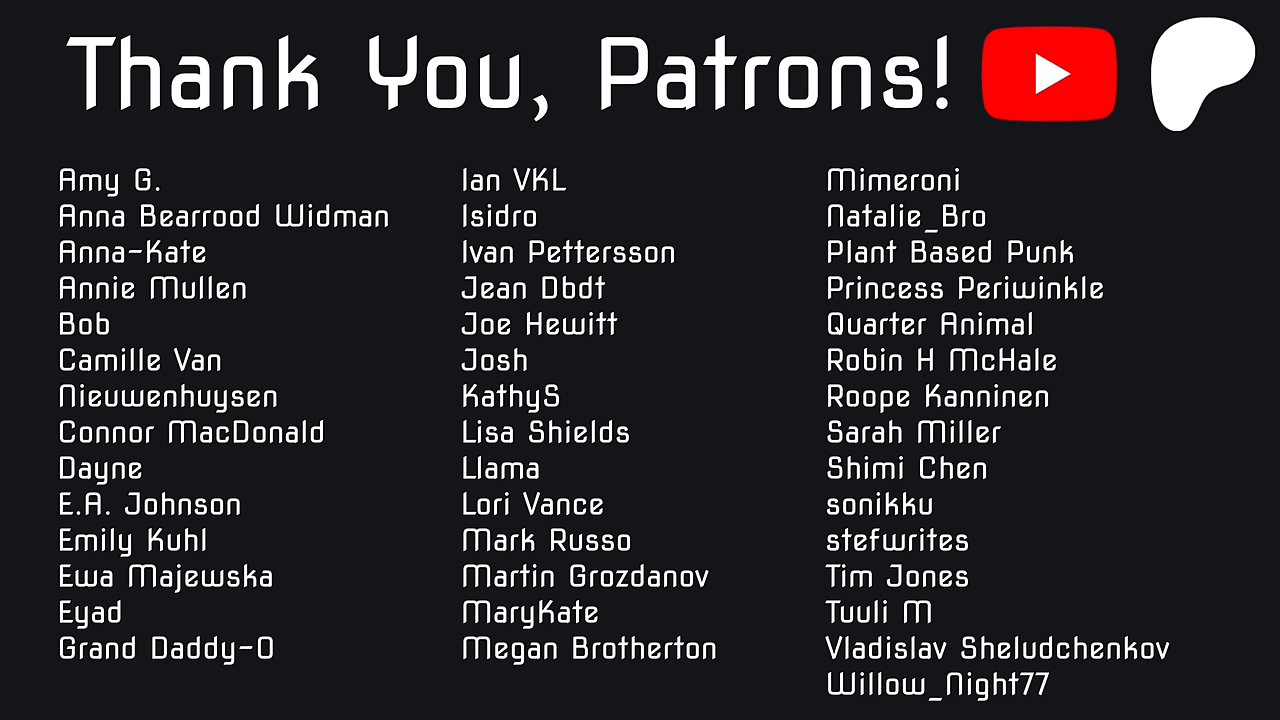 Thank You, Patrons!
Amy G.
Anna Bearrood Widman
Anna-Kate
Annie Mullen
Bob
Camille Van
Nieuwenhuysen
Connor MacDonald
Dayne
E.A. Johnson
Emily Kuhl
Ewa Majewska
Eyad
Grand Daddy-O
Ian VKL
Isidro
Ivan Pettersson
Jean Dbdt
Joe Hewitt
Josh
KathyS
Lisa Shields
Llama
Lori Vance
Mark Russo
Martin Grozdanov
MaryKate
Megan Brotherton
Mimeroni
Natalie_Bro
Plant Based Punk
Princess Periwinkle
Quarter Animal
Robin H McHale
Roope Kanninen
Sarah Miller
Shimi Chen
sonikku
stefwrites
Tim Jones
Tuuli M
Vladislav Sheludchenkov
Willow_Night77